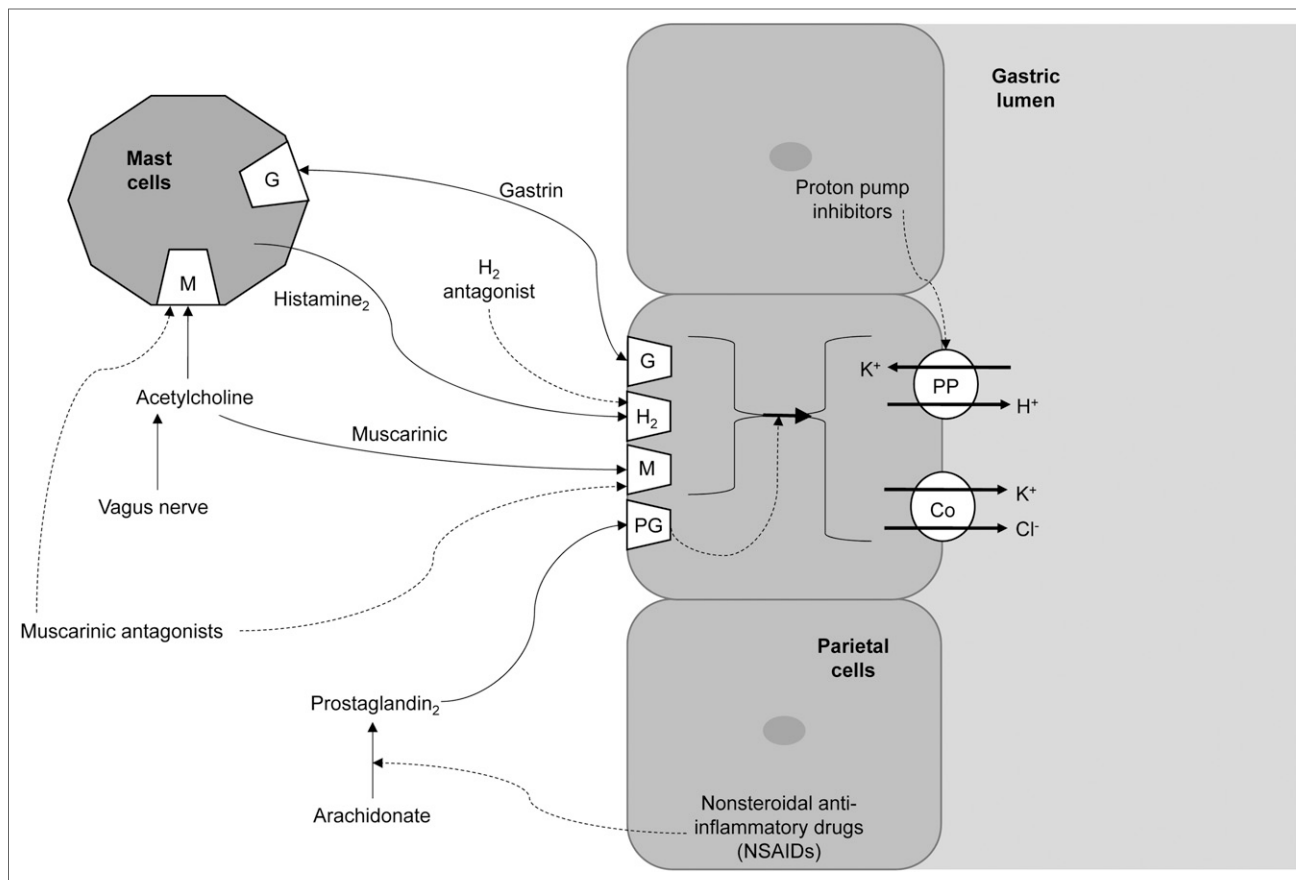 Gastric
lumen
Mast
cells
G
Gastrin
Proton pump
inhibitors
M
Histamine₂
H₂
antagonist
G
K⁺
PP
H⁺
Acetylcholine
H₂
Muscarinic
M
K⁺
Vagus nerve
Co
PG
Cl⁻
Muscarinic antagonists
Parietal
cells
Prostaglandin₂
Arachidonate
Nonsteroidal anti-
inflammatory drugs
(NSAIDs)